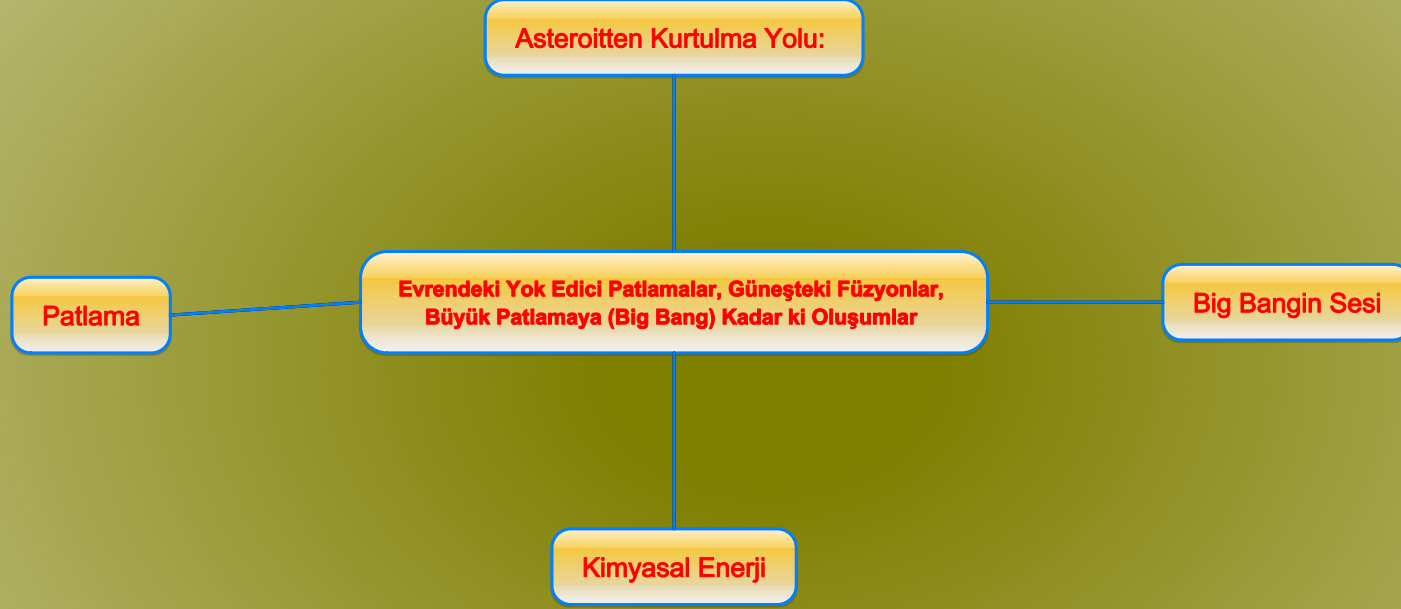 Asteroitten Kurtulma Yolu:
Evrendeki Yok Edici Patlamalar, Güneşteki Füzyonlar,
Büyük Patlamaya (Big Bang) Kadar ki Oluşumlar
Patlama
Big Bangin Sesi
Kimyasal Enerji